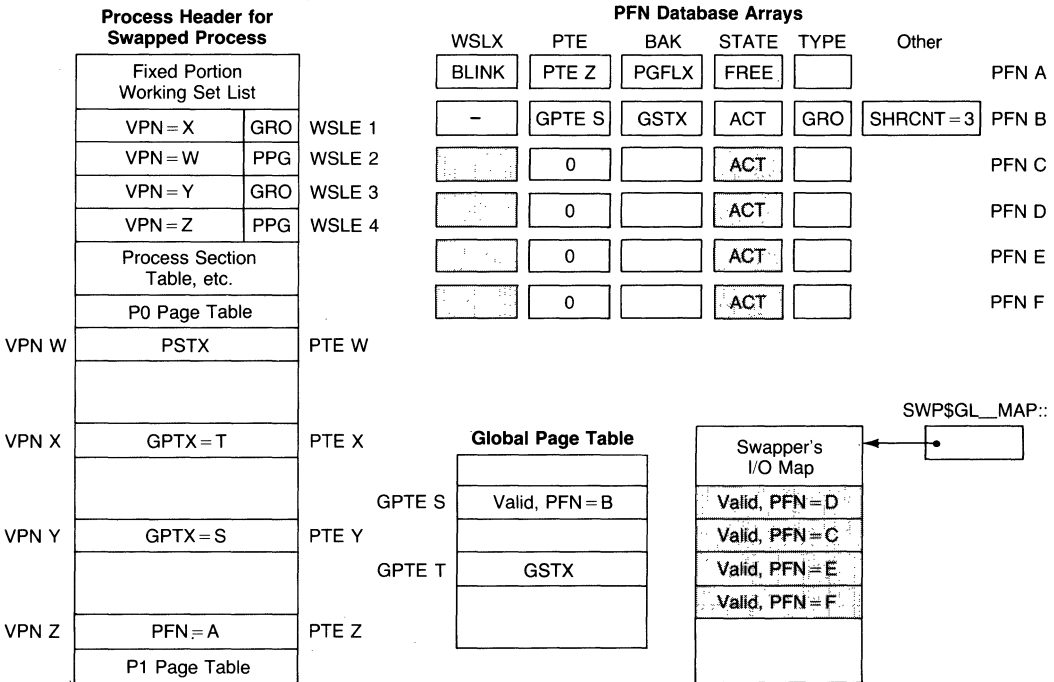 Process Header for
Swapped Process
Fixed Portion
Working Set List
VPN = X GRO WSLE 1
VPN = W PPG WSLE 2
VPN = Y GRO WSLE 3
VPN = Z PPG WSLE 4
Process Section
Table, etc.
P0 Page Table
VPN W PSTX PTE W
VPN X GPTX = T PTE X
VPN Y GPTX = S PTE Y
VPN Z PFN = A PTE Z
P1 Page Table
PFN Database Arrays
WSLX PTE BAK STATE TYPE Other
BLINK PTE Z PGFLX FREE PFN A
– GPTE S GSTX ACT GRO SHRCNT = 3 PFN B
0 ACT PFN C
0 ACT PFN D
0 ACT PFN E
0 ACT PFN F
Global Page Table
GPTE S Valid, PFN = B
GPTE T GSTX
SWP$GL__MAP::
Swapper's
I/O Map
Valid, PFN = D
Valid, PFN = C
Valid, PFN = E
Valid, PFN = F